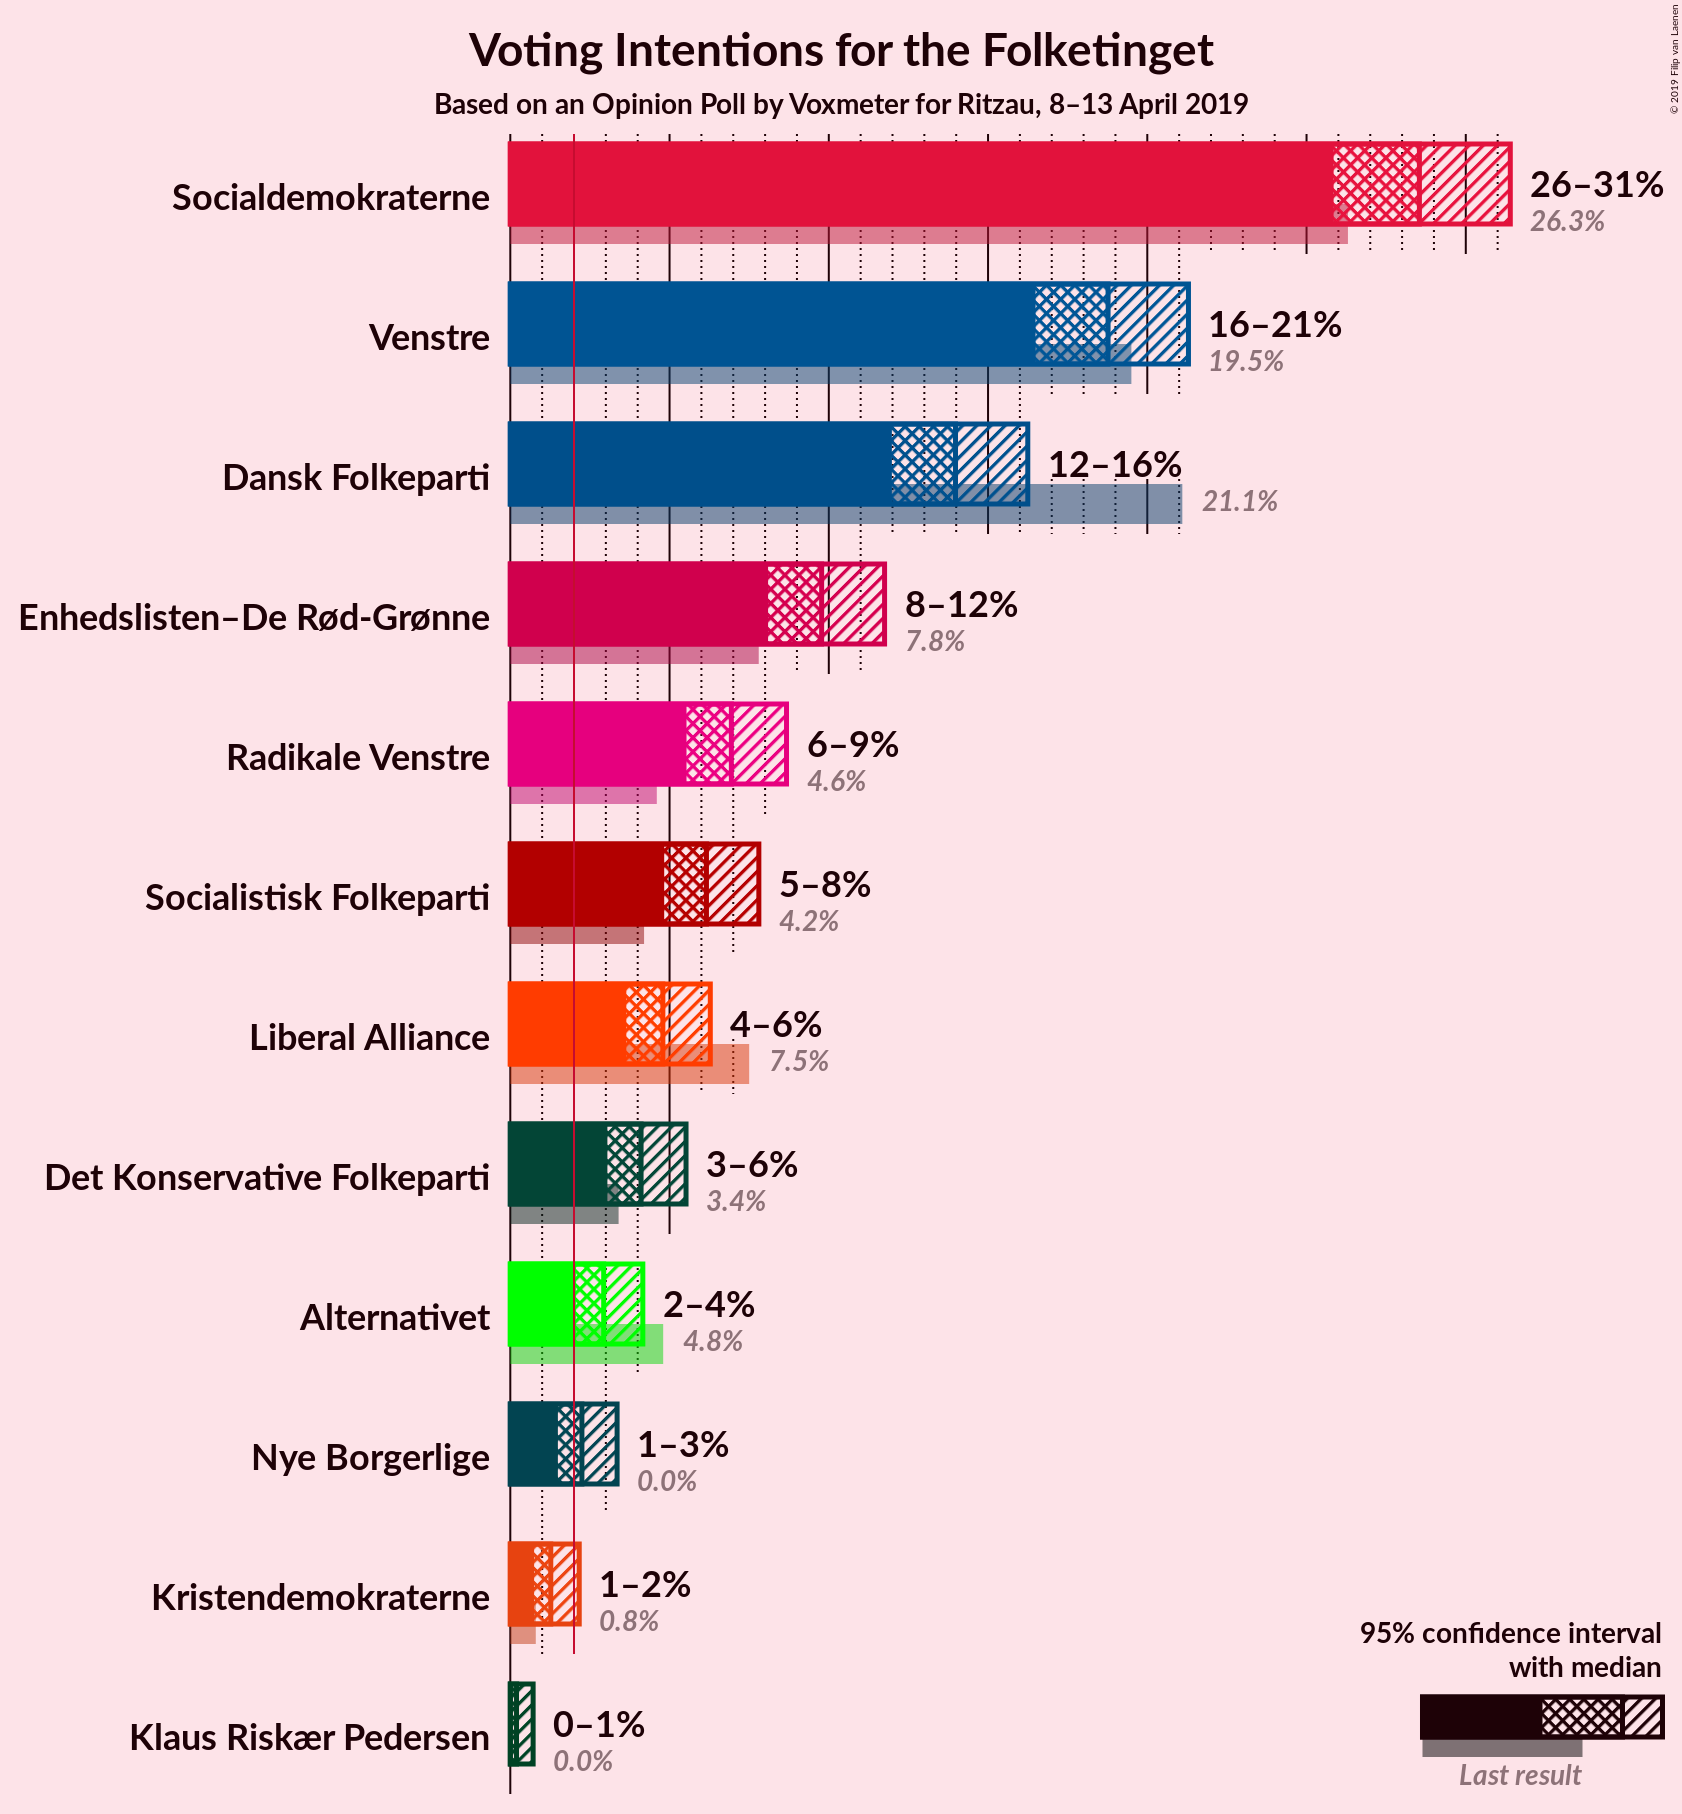 Voting Intentions for the Folketinget
Based on an Opinion Poll by Voxmeter for Ritzau, 8–13 April 2019
© 2019 Filip van Laenen
Socialdemokraterne
26–31%
26.3%
Venstre
16–21%
19.5%
Dansk Folkeparti
12–16%
21.1%
Enhedslisten–De Rød-Grønne
8–12%
7.8%
Radikale Venstre
6–9%
4.6%
Socialistisk Folkeparti
5–8%
4.2%
Liberal Alliance
4–6%
7.5%
Det Konservative Folkeparti
3–6%
3.4%
Alternativet
2–4%
4.8%
Nye Borgerlige
1–3%
0.0%
Kristendemokraterne
1–2%
0.8%
Klaus Riskær Pedersen
0–1%
0.0%
95% confidence interval
with median
Last result